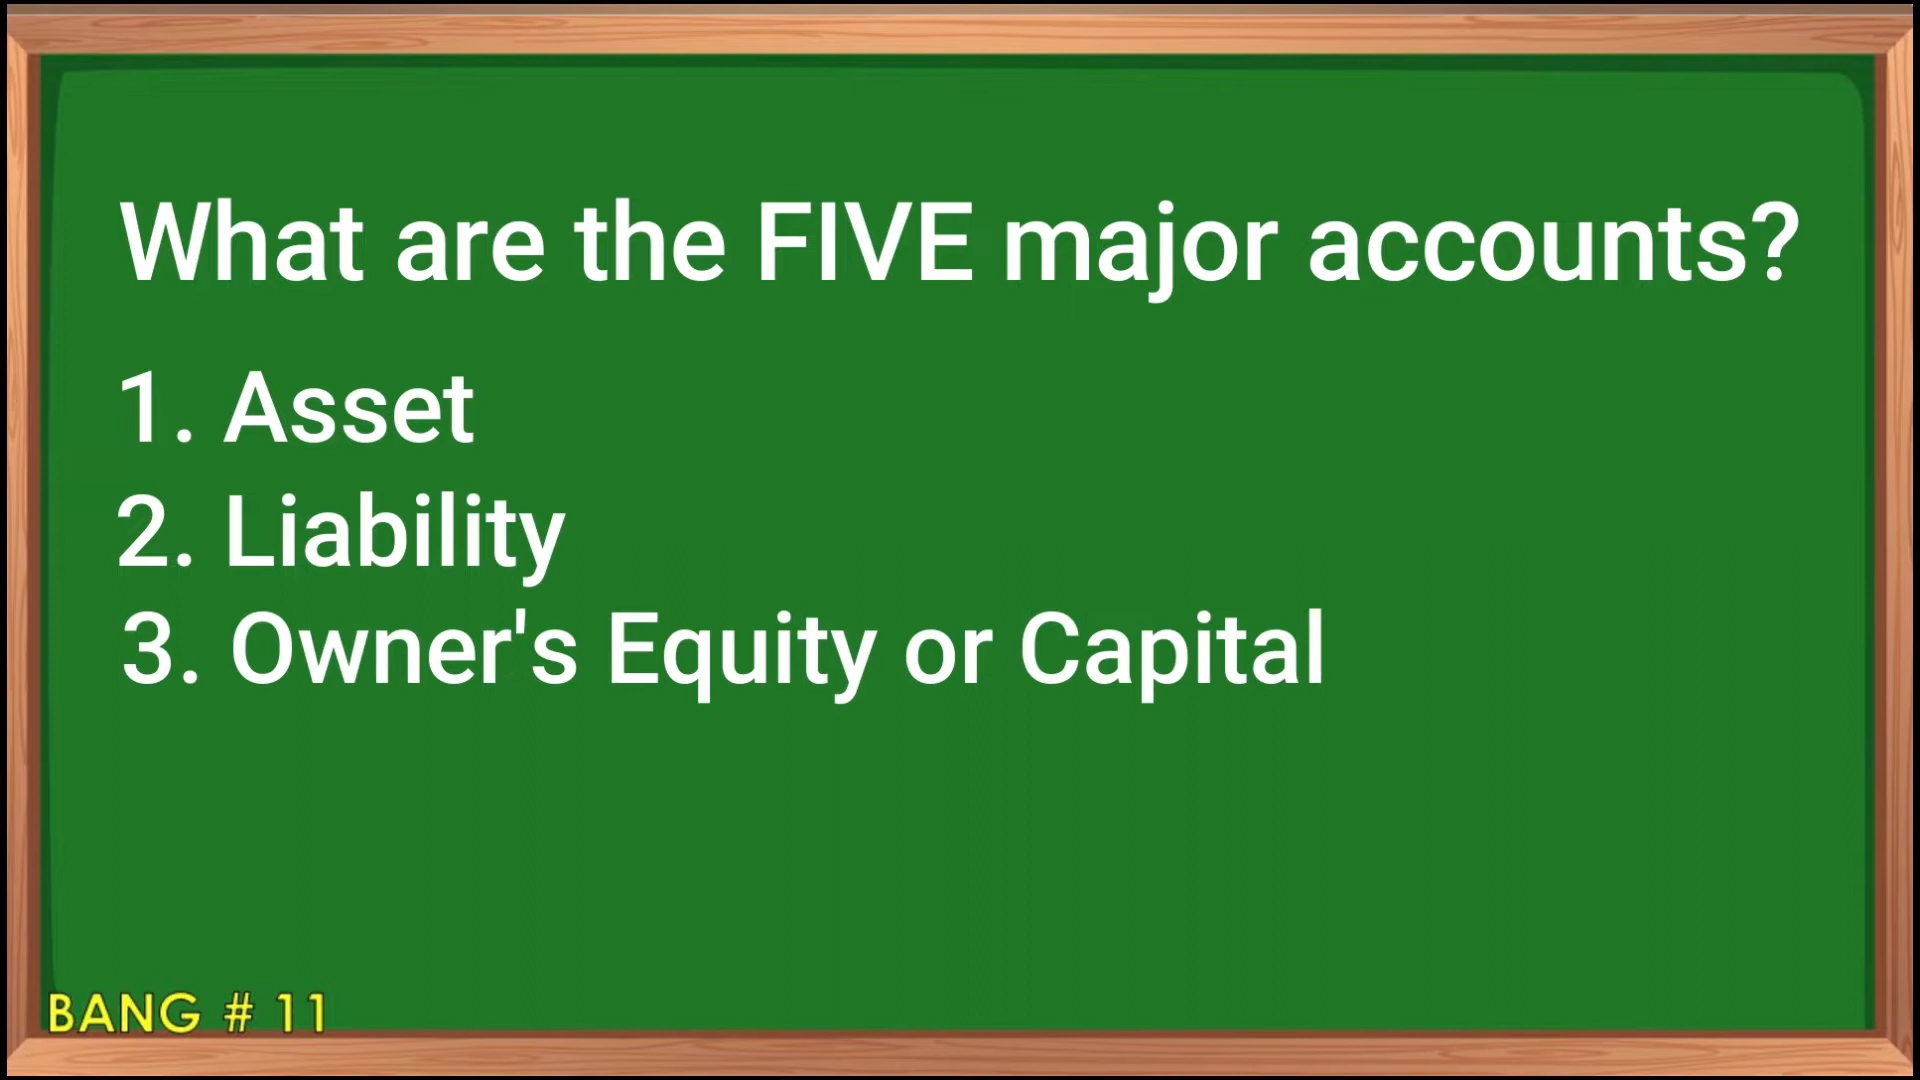 What are the FIVE major accounts?
1. Asset
2. Liability
3. Owner's Equity or Capital
BANG # 11